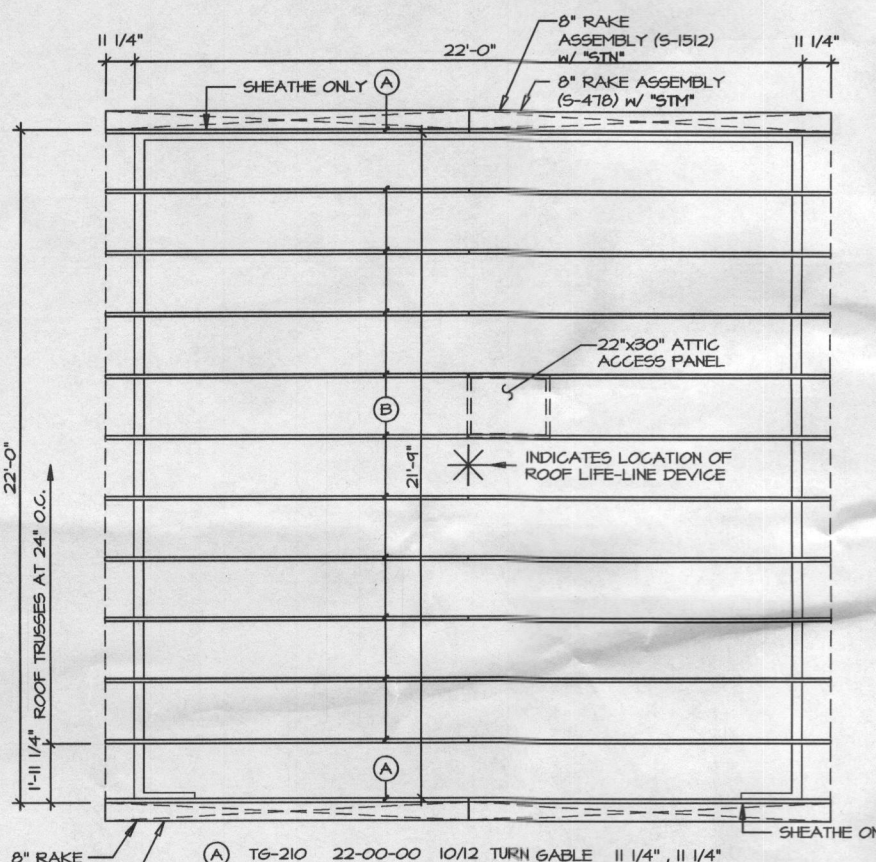 11 1/4"
22'-0"
11 1/4"
8" RAKE
ASSEMBLY (S-1512)
W/ "STN"
8" RAKE ASSEMBLY
(S-478) W/ "STM"
SHEATHE ONLY
A
22"x30" ATTIC
ACCESS PANEL
B
INDICATES LOCATION OF
ROOF LIFE-LINE DEVICE
22'-0"
21'-9"
1'-11 1/4" ROOF TRUSSES AT 24" O.C.
A
SHEATHE ON
8" RAKE
A TG-210 22-00-00 10/12 TURN GABLE 11 1/4", 11 1/4"